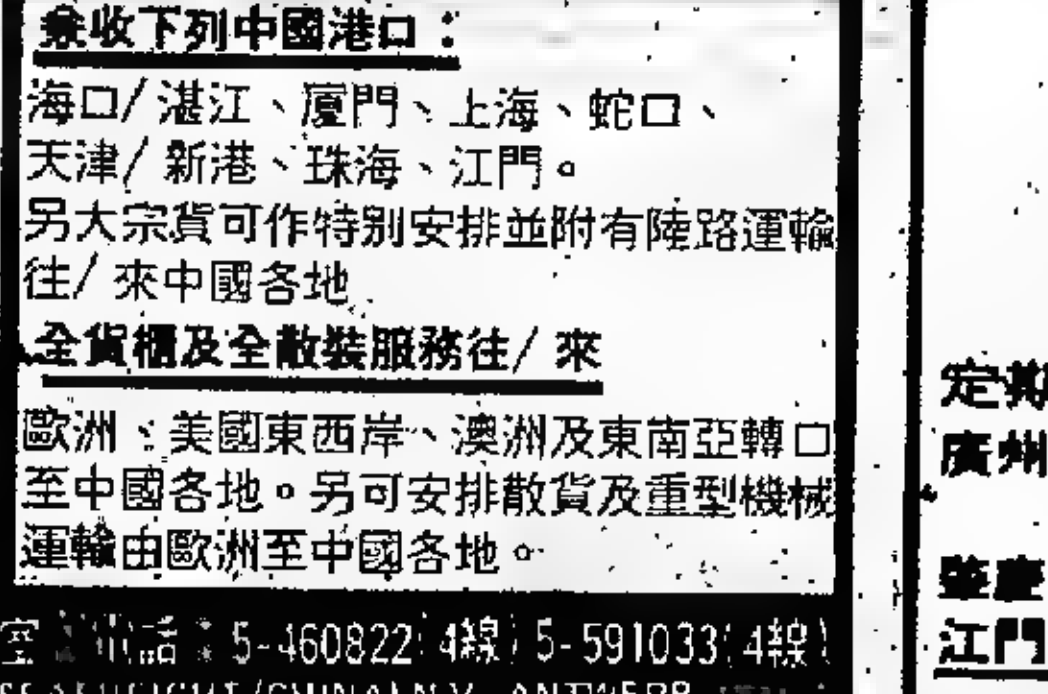 兼收下列中國港口：
海口/湛江、廈門、上海、蛇口、
天津/新港、珠海、江門。
另大宗貨可作特別安排並附有陸路運輸
往/來中國各地
全貨櫃及全散裝服務往/來
歐洲、美國東西岸、澳洲及東南亞轉口
至中國各地。另可安排散貨及重型機械
運輸由歐洲至中國各地。
話：5-460822(4線) 5-591033(4線)
定期
廣州
肇慶
江門